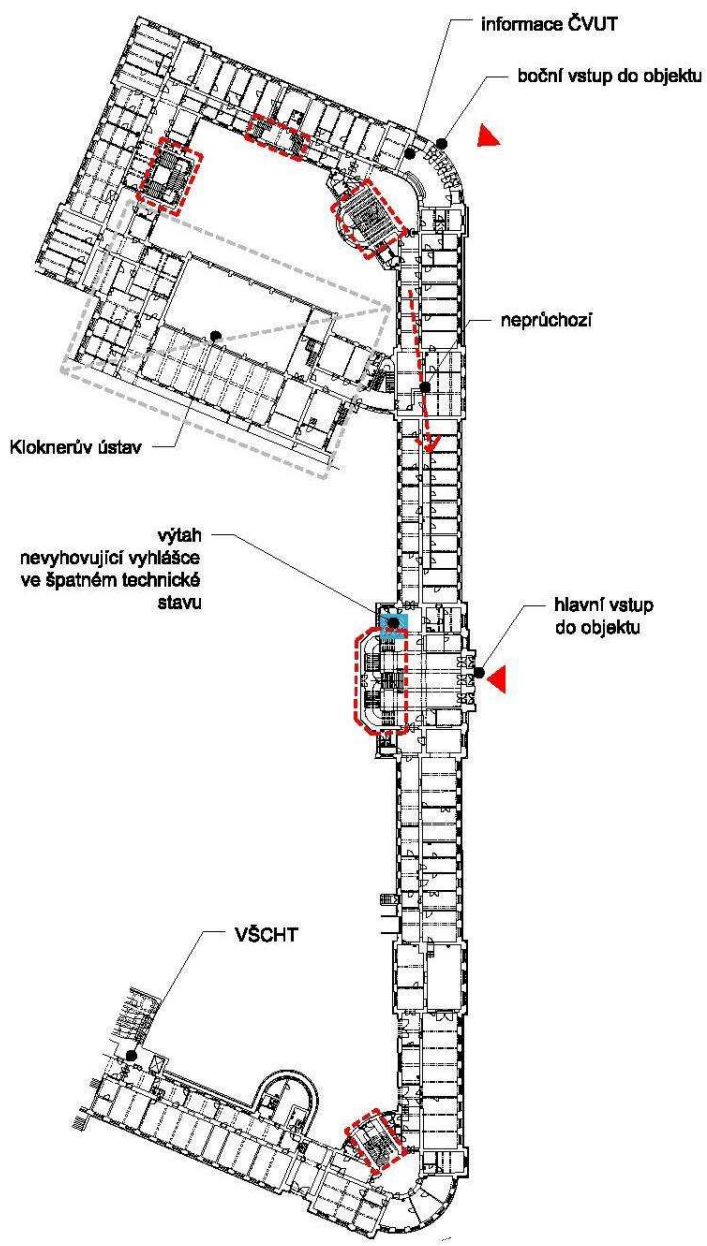 informace ČVUT
boční vstup do objektu
neprůchozí
Kloknerův ústav
výtah
nevyhovující vyhlášce
ve špatném technické
stavu
hlavní vstup
do objektu
VŠCHT